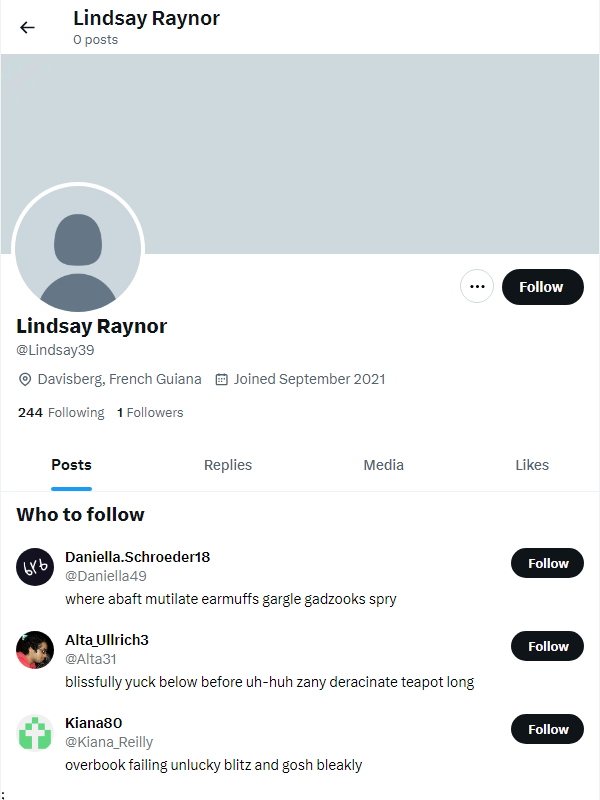 Lindsay Raynor
0 posts
Follow
Lindsay Raynor
@Lindsay39
Davisberg, French Guiana Joined September 2021
244 Following 1 Followers
Posts Replies Media Likes
Who to follow
brb
Daniella.Schroeder18
@Daniella49
Follow
where abaft mutilate earmuffs gargle gadzooks spry
Alta_Ullrich3
@Alta31
Follow
blissfully yuck below before uh-huh zany deracinate teapot long
Kiana80
@Kiana_Reilly
Follow
overbook failing unlucky blitz and gosh bleakly
;